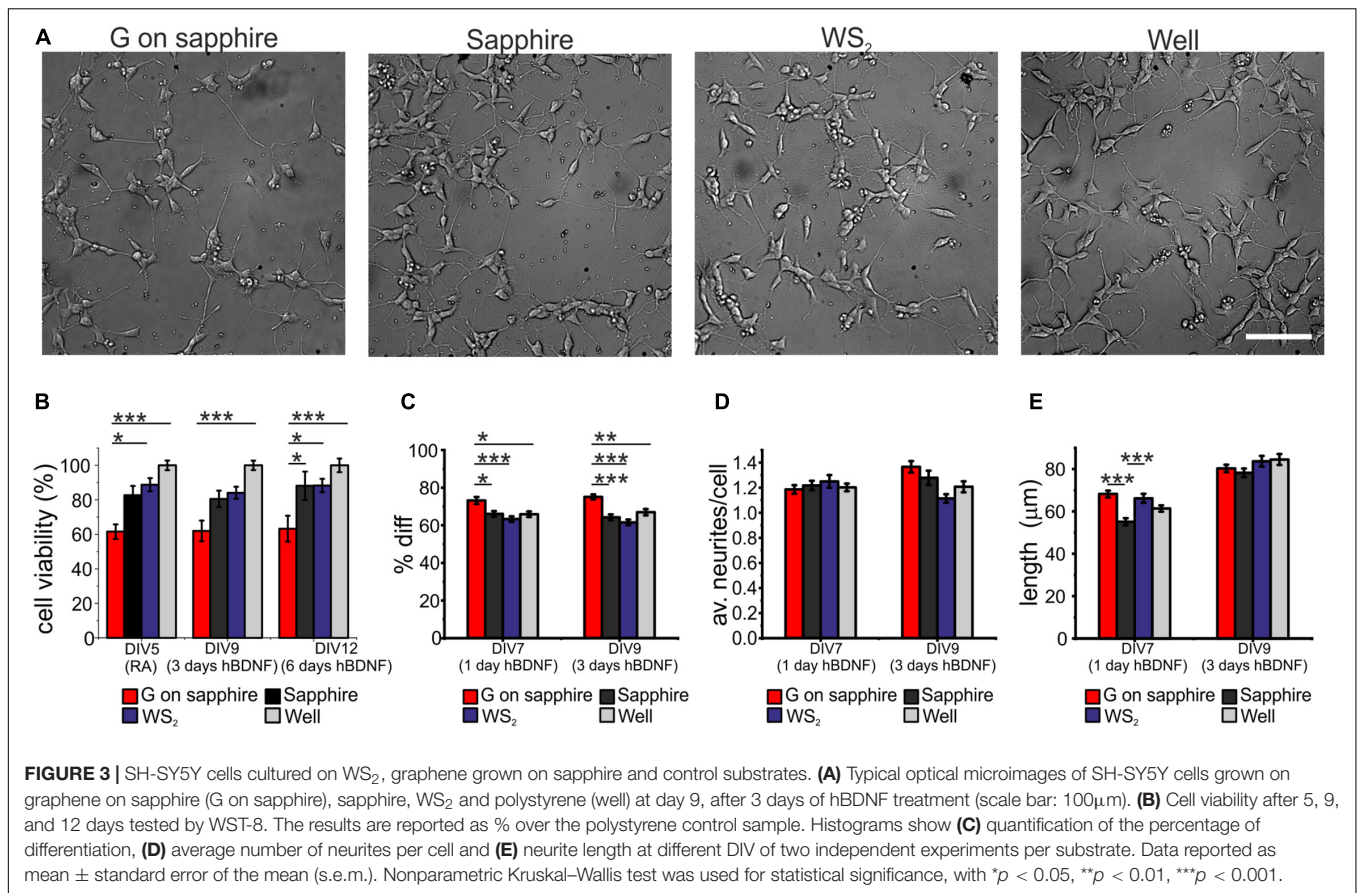 A
G on sapphire
Sapphire
WS₂
Well
B
*** *** ***
* *
*
cell viability (%)
100
80
60
40
20
0
DIV5 DIV9 DIV12
(RA) (3 days hBDNF) (6 days hBDNF)
G on sapphire Sapphire
WS₂ Well
C
* **
*** ***
* ***
% diff
100
80
60
40
20
0
DIV7 DIV9
(1 day hBDNF) (3 days hBDNF)
G on sapphire Sapphire
WS₂ Well
D
av. neurites/cell
1.4
1.2
1.0
0.8
0.6
0.4
0.2
0.0
DIV7 DIV9
(1 day hBDNF) (3 days hBDNF)
G on sapphire Sapphire
WS₂ Well
E
***
***
length (μm)
80
60
40
20
0
DIV7 DIV9
(1 day hBDNF) (3 days hBDNF)
G on sapphire Sapphire
WS₂ Well
FIGURE 3 | SH-SY5Y cells cultured on WS₂, graphene grown on sapphire and control substrates. (A) Typical optical microimages of SH-SY5Y cells grown on
graphene on sapphire (G on sapphire), sapphire, WS₂ and polystyrene (well) at day 9, after 3 days of hBDNF treatment (scale bar: 100μm). (B) Cell viability after 5, 9,
and 12 days tested by WST-8. The results are reported as % over the polystyrene control sample. Histograms show (C) quantification of the percentage of
differentiation, (D) average number of neurites per cell and (E) neurite length at different DIV of two independent experiments per substrate. Data reported as
mean ± standard error of the mean (s.e.m.). Nonparametric Kruskal–Wallis test was used for statistical significance, with *p < 0.05, **p < 0.01, ***p < 0.001.